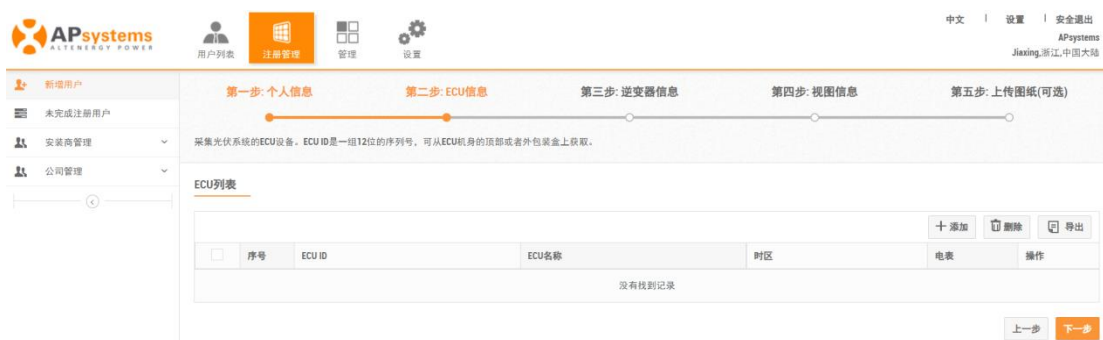 APsystems
ALTENERGY POWER
用户列表
注册管理
管理
设置
中文 | 设置 | 安全退出
APsystems
Jiaxing,浙江,中国大陆
新增用户
未完成注册用户
安装商管理
公司管理
第一步: 个人信息
第二步: ECU信息
第三步: 逆变器信息
第四步: 视图信息
第五步: 上传图纸(可选)
采集光伏系统的ECU设备。ECU ID是一组12位的序列号，可从ECU机身的顶部或者外包装盒上获取。
ECU列表
添加 删除 导出
序号 ECU ID ECU名称 时区 电表 操作
没有找到记录
上一步 下一步